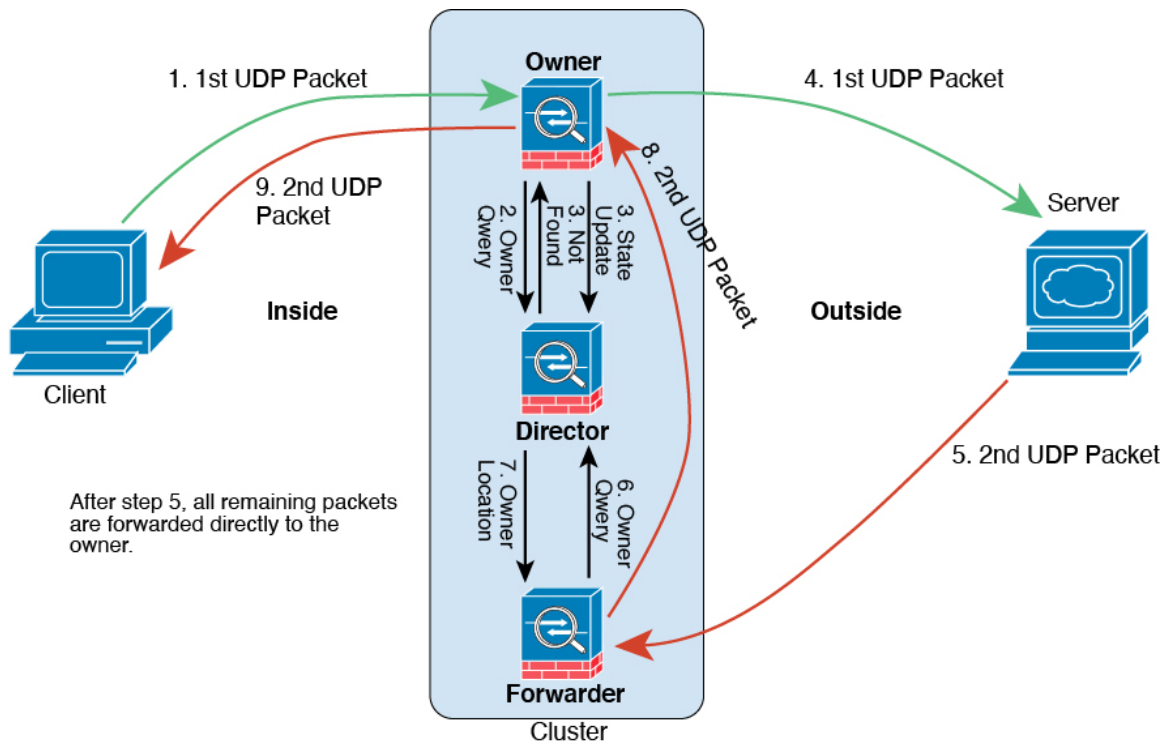 Owner
1. 1st UDP Packet
4. 1st UDP Packet
9. 2nd UDP
Packet
2. Owner
Qwery
3. Not
Found
3. State
Update
8. 2nd UDP Packet
Server
Inside
Outside
Client
Director
5. 2nd UDP Packet
7. Owner
Location
6. Owner
Qwery
After step 5, all remaining packets
are forwarded directly to the
owner.
Forwarder
Cluster